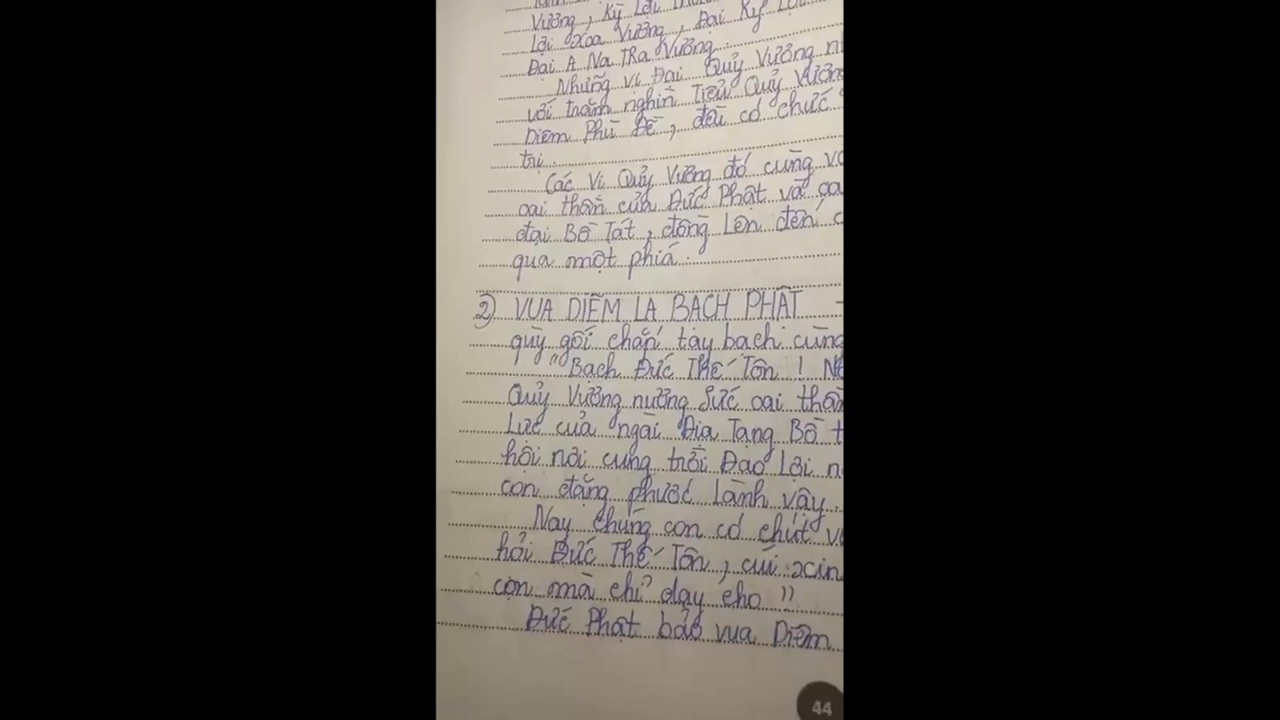 Vương, Kỳ Lợi
Lợi Xoa Vương, Đại Kỳ
Đại A Na Tra Vương.
Những vị Đại Quỷ Vương
với trăm nghìn Tiểu Quỷ Vương
Diêm Phù Đề, đều có chức
trị.
Các Vị Quỷ Vương đó cùng
oai thần của Đức Phật và
đại Bồ Tát, đồng Lên đến
qua một phía.
2) VUA DIÊM LA BẠCH PHẬT
quỳ gối chắp tay bạch cùng
"Bạch Đức Thế Tôn !
Quỷ Vương nương sức oai thần
Lực của ngài Địa Tạng Bồ
hội nơi cung trời Đạo Lợi
con đặng phước Lành vậy.
Nay chúng con có chút
hỏi Đức Thế Tôn, cúi xin
con mà chỉ dạy cho"
Đức Phật bảo vua Diêm
44